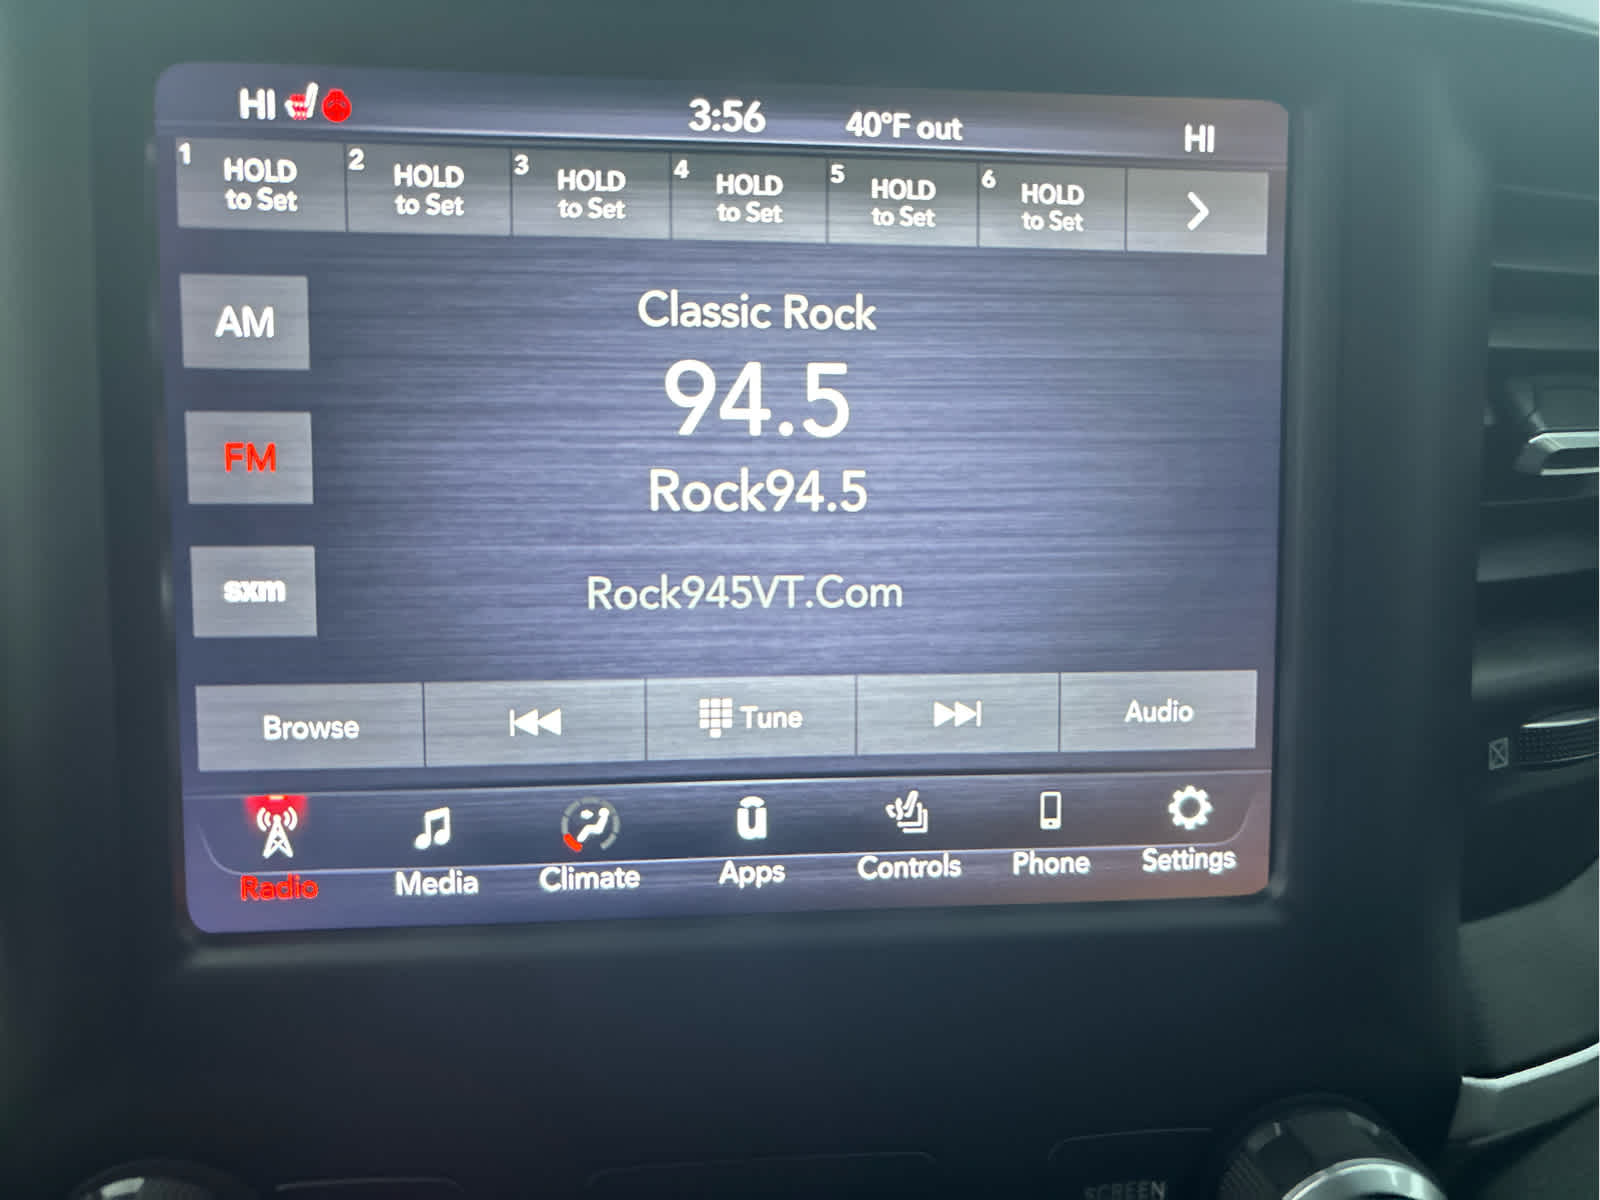 HI 3:56 40°F out HI
1 HOLD to Set
2 HOLD to Set
3 HOLD to Set
4 HOLD to Set
5 HOLD to Set
6 HOLD to Set
AM
FM
sxm
Classic Rock
94.5
Rock94.5
Rock945VT.Com
Browse Tune Audio
Radio Media Climate Apps Controls Phone Settings
SCREEN